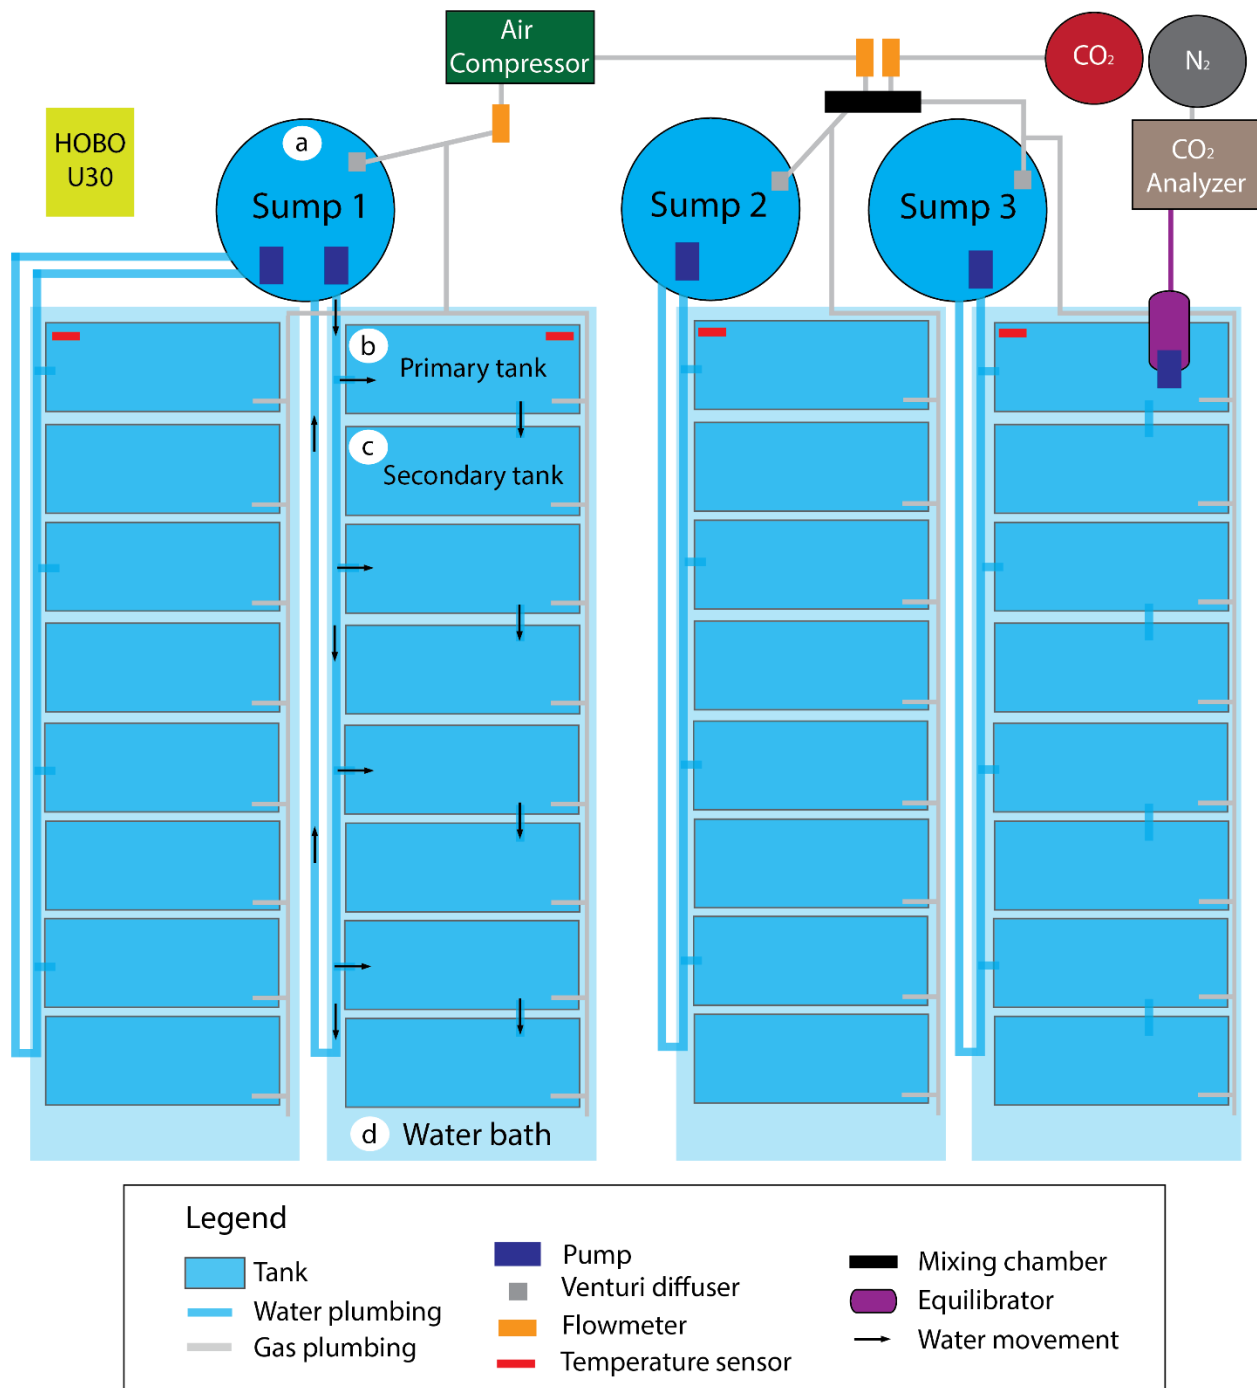 Air
Compressor
CO₂
N₂
HOBO
U30
CO₂
Analyzer
a
Sump 1
Sump 2
Sump 3
b
Primary tank
c
Secondary tank
d Water bath
Legend
Tank
Water plumbing
Gas plumbing
Pump
Venturi diffuser
Flowmeter
Temperature sensor
Mixing chamber
Equilibrator
Water movement